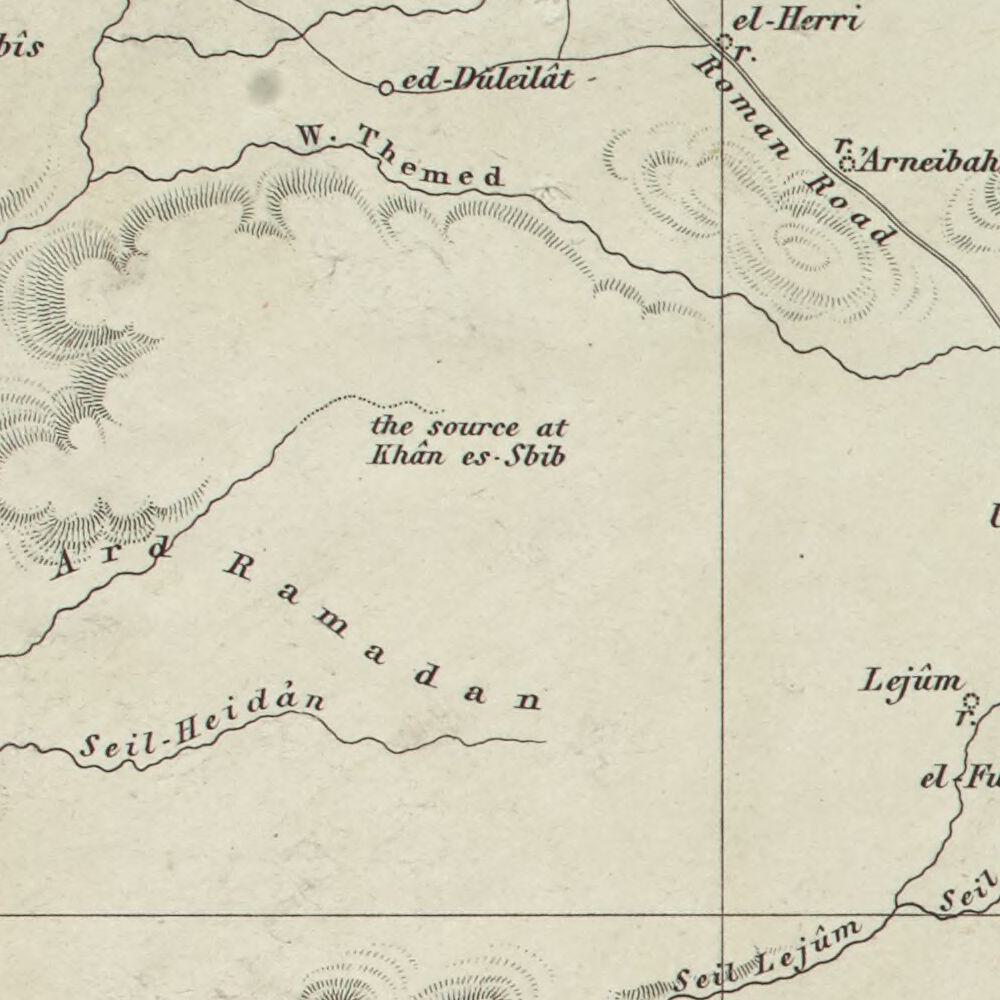 el-Herri
r.
bîs
ed-Duleilât
Roman Road
W. Themed
r.
'Arneibah
the source at
Khân es-Sbib
Ard Ramadan
Lejûm
r.
Seil-Heidân
el-Fu
Seil
Seil Lejûm